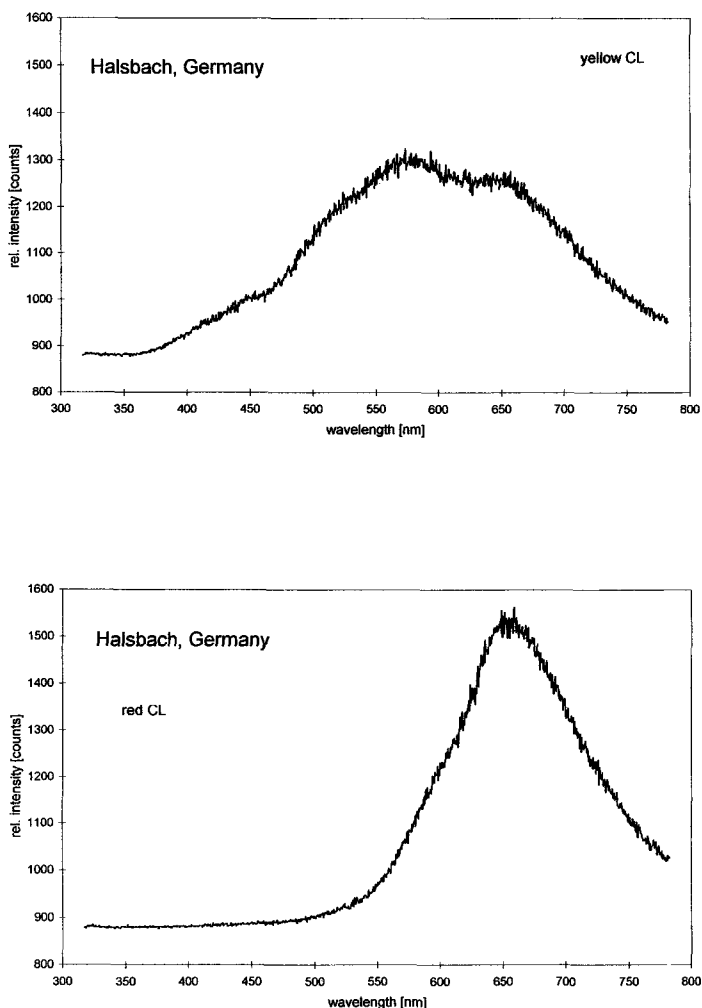 1600
1500
1400
1300
1200
1100
1000
900
800
rel. intensity [counts]
Halsbach, Germany
yellow CL
300 350 400 450 500 550 600 650 700 750 800
wavelength [nm]
1600
1500
1400
1300
1200
1100
1000
900
800
rel. intensity [counts]
Halsbach, Germany
red CL
300 350 400 450 500 550 600 650 700 750 800
wavelength [nm]